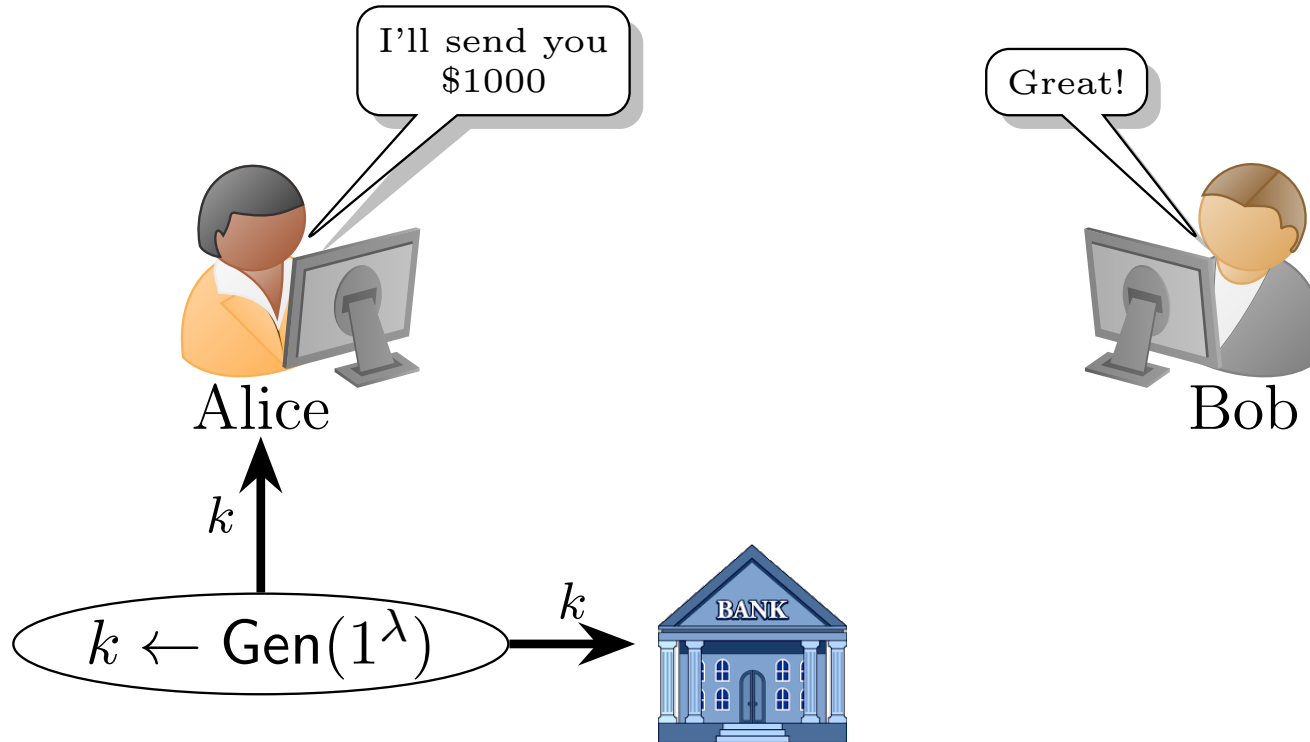 I'll send you
$1000
Great!
Alice
Bob
k
k
BANK
k ← Gen(1^λ)